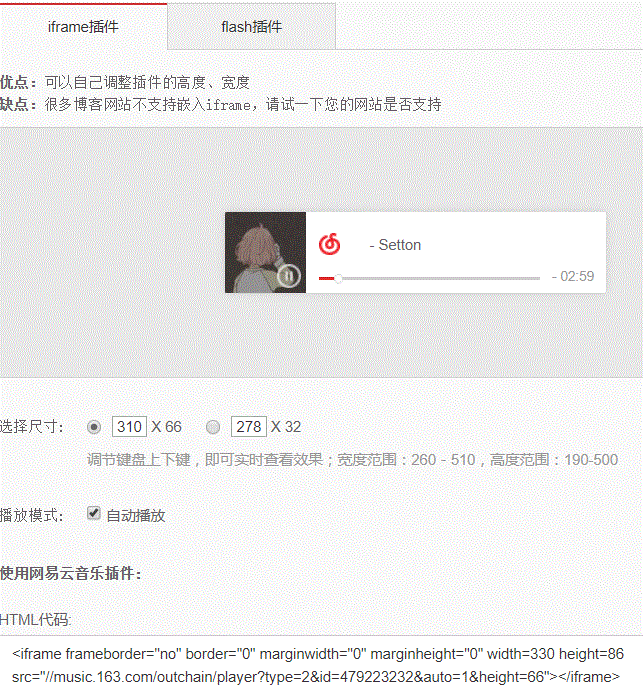 iframe插件
flash插件
优点：可以自己调整插件的高度、宽度
缺点：很多博客网站不支持嵌入iframe，请试一下您的网站是否支持
- Setton
- 02:59
选择尺寸： 310 X 66 278 X 32
调节键盘上下键，即可实时查看效果；宽度范围：260 - 510，高度范围：190-500
播放模式： 自动播放
使用网易云音乐插件：
HTML代码:
<iframe frameborder="no" border="0" marginwidth="0" marginheight="0" width=330 height=86
src="//music.163.com/outchain/player?type=2&id=479223232&auto=1&height=66"></iframe>